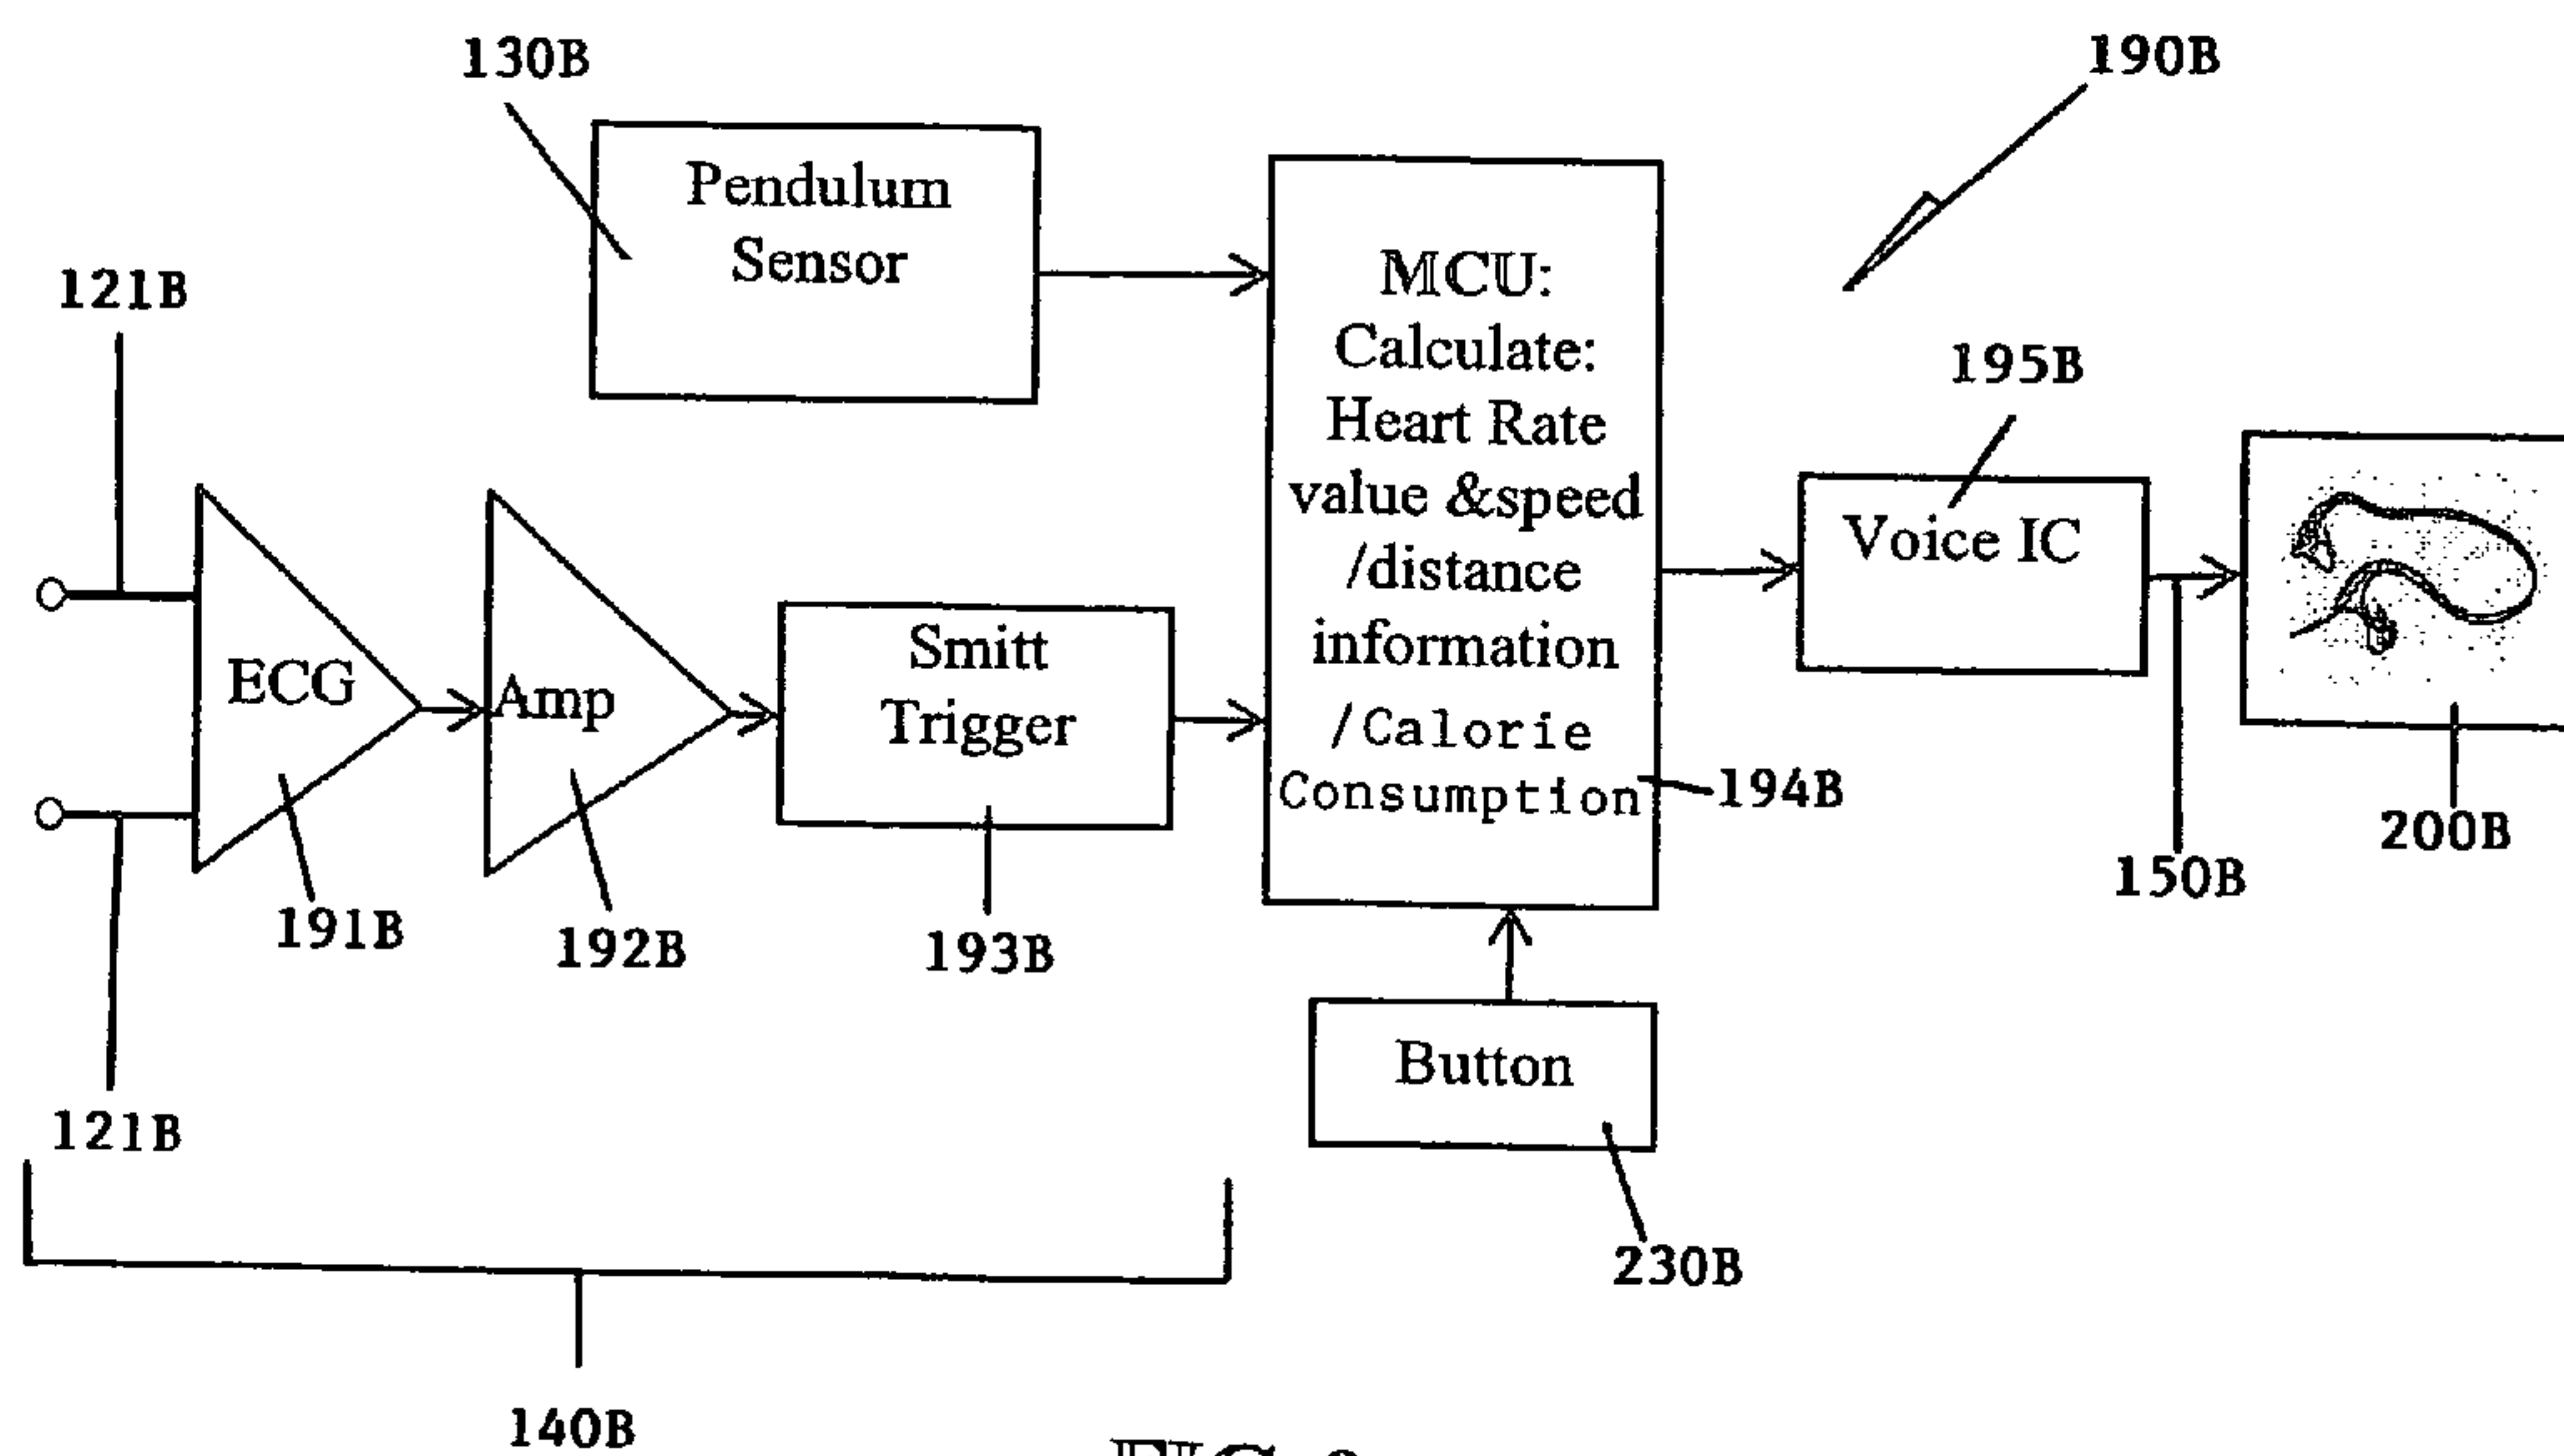 130B
190B
Pendulum
Sensor
121B
MCU:
Calculate:
Heart Rate
value &speed
/distance
information
/Calorie
Consumption
195B
Voice IC
ECG
Amp
Smitt
Trigger
194B
200B
150B
191B
192B
193B
Button
121B
230B
140B